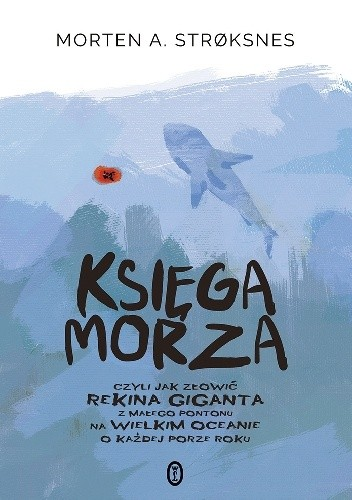 MORTEN A. STRØKSNES
KSIĘGA
MORZA
CZYLI JAK ZŁOWIĆ
REKINA GIGANTA
Z MAŁEGO PONTONU
NA WIELKIM OCEANIE
O KAŻDEJ PORZE ROKU